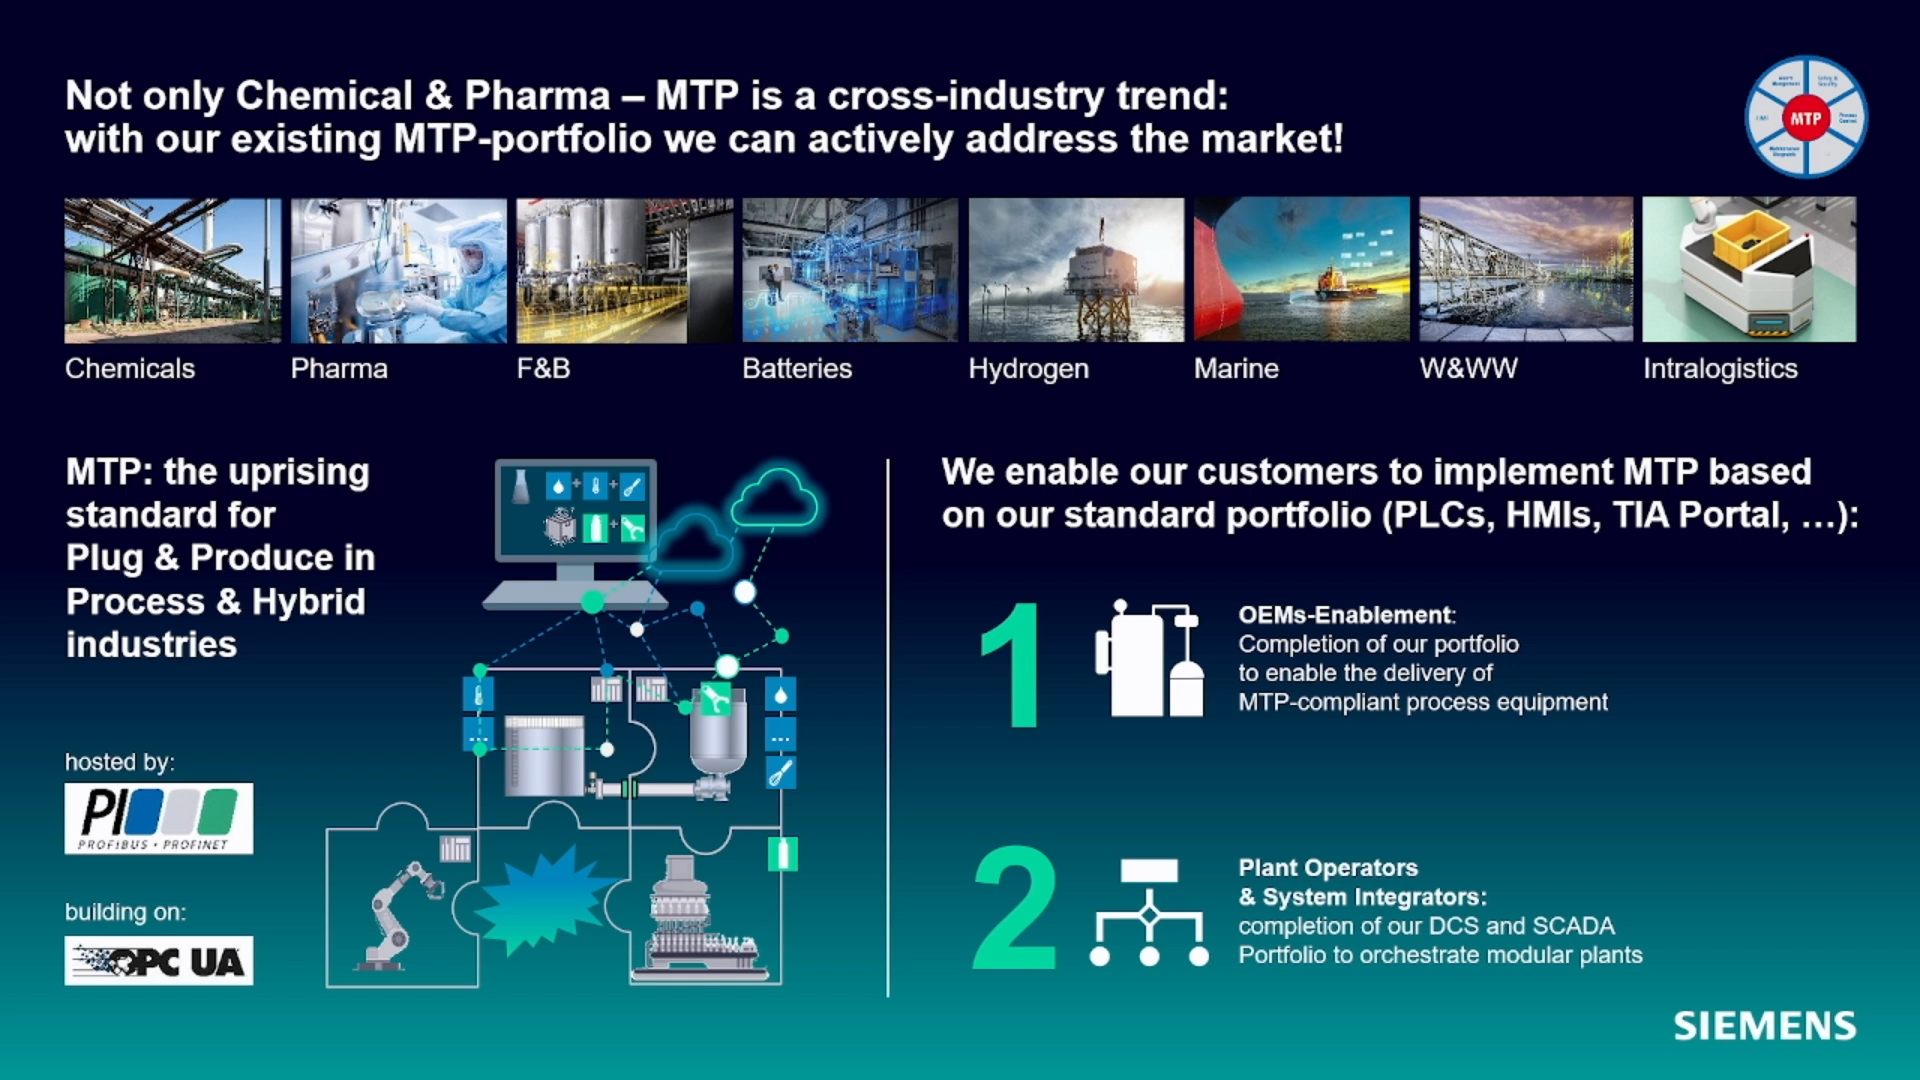 Not only Chemical & Pharma – MTP is a cross-industry trend:
with our existing MTP-portfolio we can actively address the market!
MTP
Chemicals
Pharma
F&B
Batteries
Hydrogen
Marine
W&WW
Intralogistics
MTP: the uprising
standard for
Plug & Produce in
Process & Hybrid
industries
hosted by:
PI
PROFIBUS • PROFINET
building on:
OPC UA
We enable our customers to implement MTP based
on our standard portfolio (PLCs, HMIs, TIA Portal, …):
1
OEMs-Enablement:
Completion of our portfolio
to enable the delivery of
MTP-compliant process equipment
2
Plant Operators
& System Integrators:
completion of our DCS and SCADA
Portfolio to orchestrate modular plants
SIEMENS